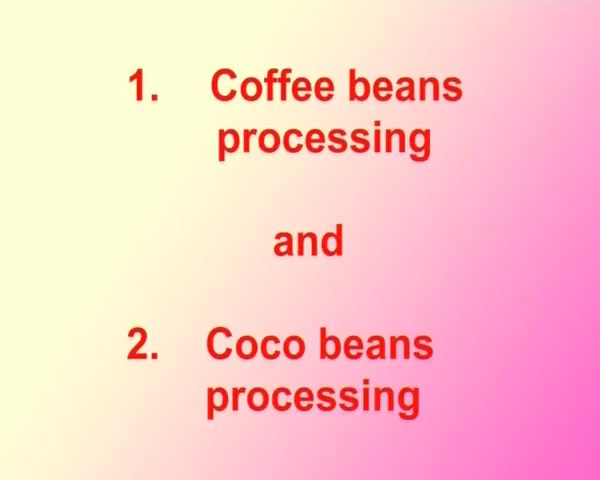 1. Coffee beans
processing
and
2. Coco beans
processing